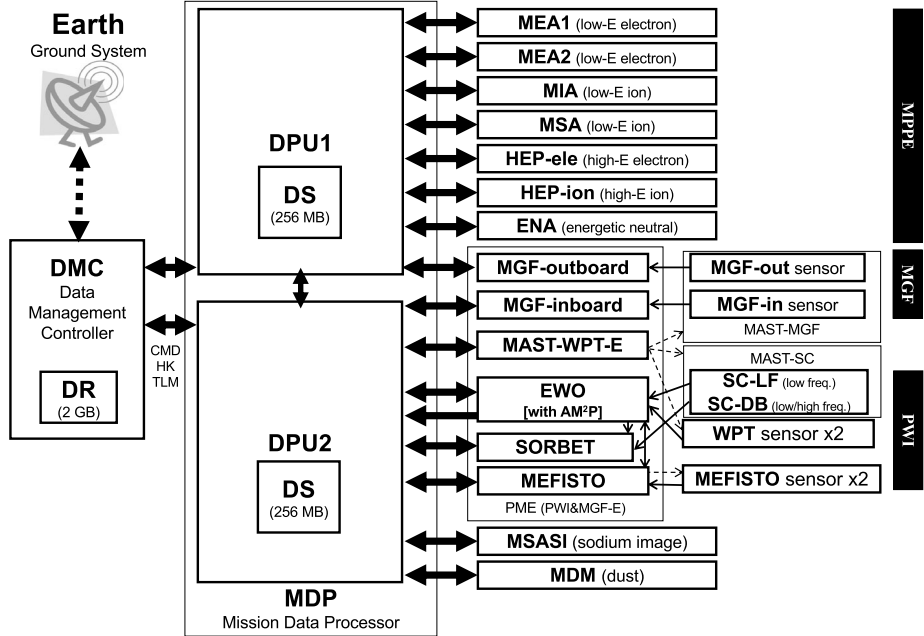 Earth
Ground System
DMC
Data
Management
Controller
DR
(2 GB)
CMD
HK
TLM
DPU1
DS
(256 MB)
DPU2
DS
(256 MB)
MDP
Mission Data Processor
MEA1 (low-E electron)
MEA2 (low-E electron)
MIA (low-E ion)
MSA (low-E ion)
HEP-ele (high-E electron)
HEP-ion (high-E ion)
ENA (energetic neutral)
MGF-outboard
MGF-inboard
MAST-WPT-E
EWO
[with AM²P]
SORBET
MEFISTO
PME (PWI&MGF-E)
MSASI (sodium image)
MDM (dust)
MGF-out sensor
MGF-in sensor
MAST-MGF
MAST-SC
SC-LF (low freq.)
SC-DB (low/high freq.)
WPT sensor x2
MEFISTO sensor x2
MPPE
MGF
PWI